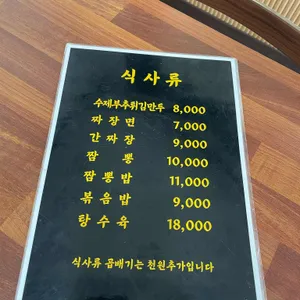 식사류
수제부추튀김만두 8,000
짜장면 7,000
간짜장 9,000
짬뽕 10,000
짬뽕밥 11,000
볶음밥 9,000
탕수육 18,000
식사류 곱배기는 천원추가입니다